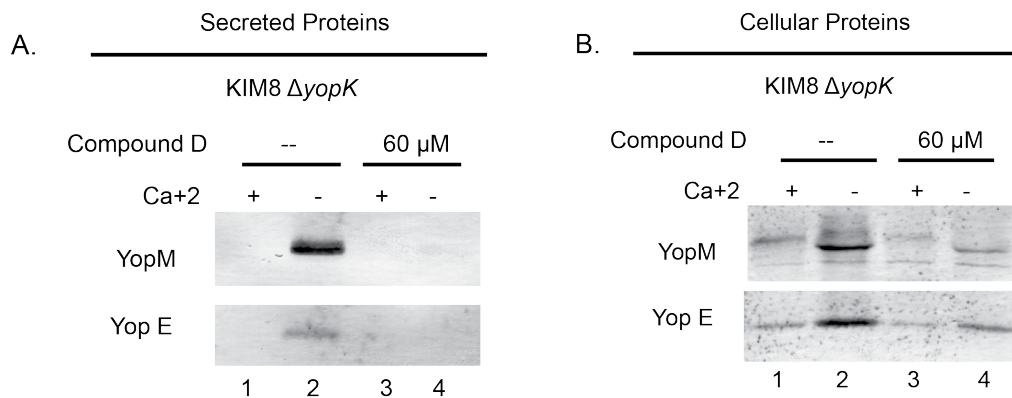 A.
Secreted Proteins
KIM8 ΔyopK
Compound D -- 60 µM
Ca+2 + - + -
YopM
Yop E
1 2 3 4
B.
Cellular Proteins
KIM8 ΔyopK
Compound D -- 60 µM
Ca+2 + - + -
YopM
Yop E
1 2 3 4